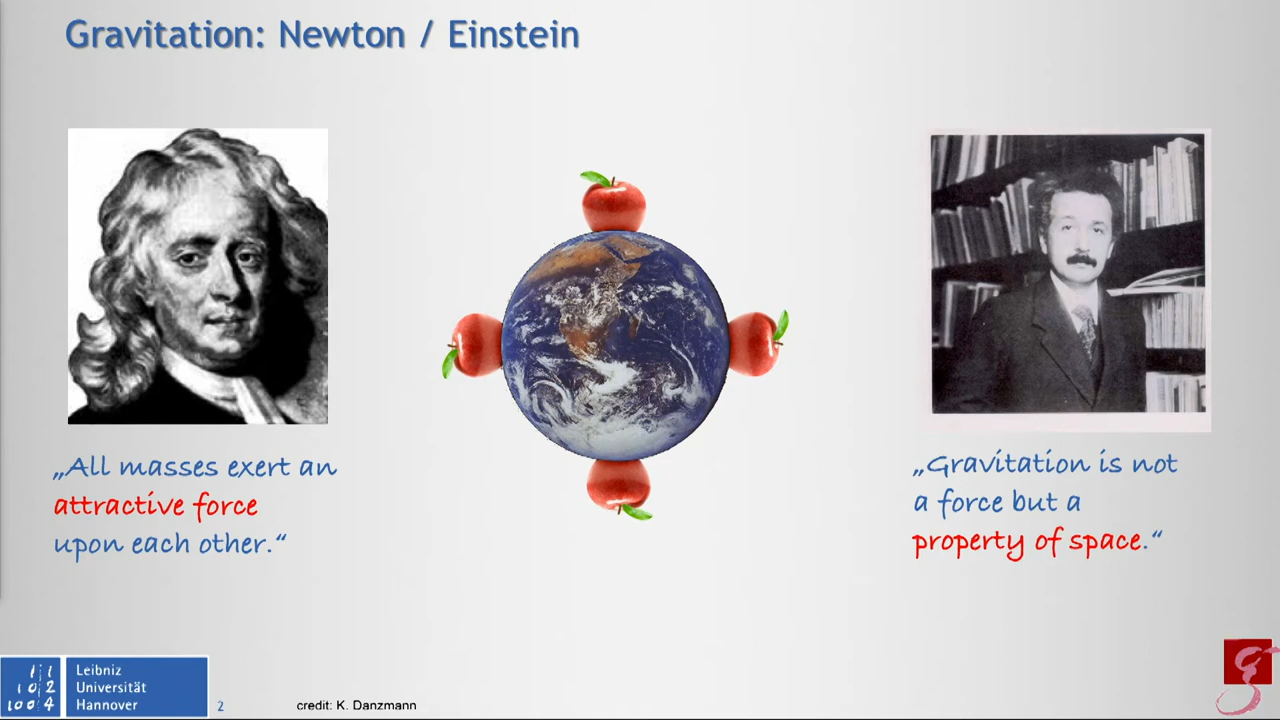 Gravitation: Newton / Einstein
„All masses exert an
attractive force
upon each other.“
„Gravitation is not
a force but a
property of space.“
Leibniz
Universität
Hannover
2
credit: K. Danzmann